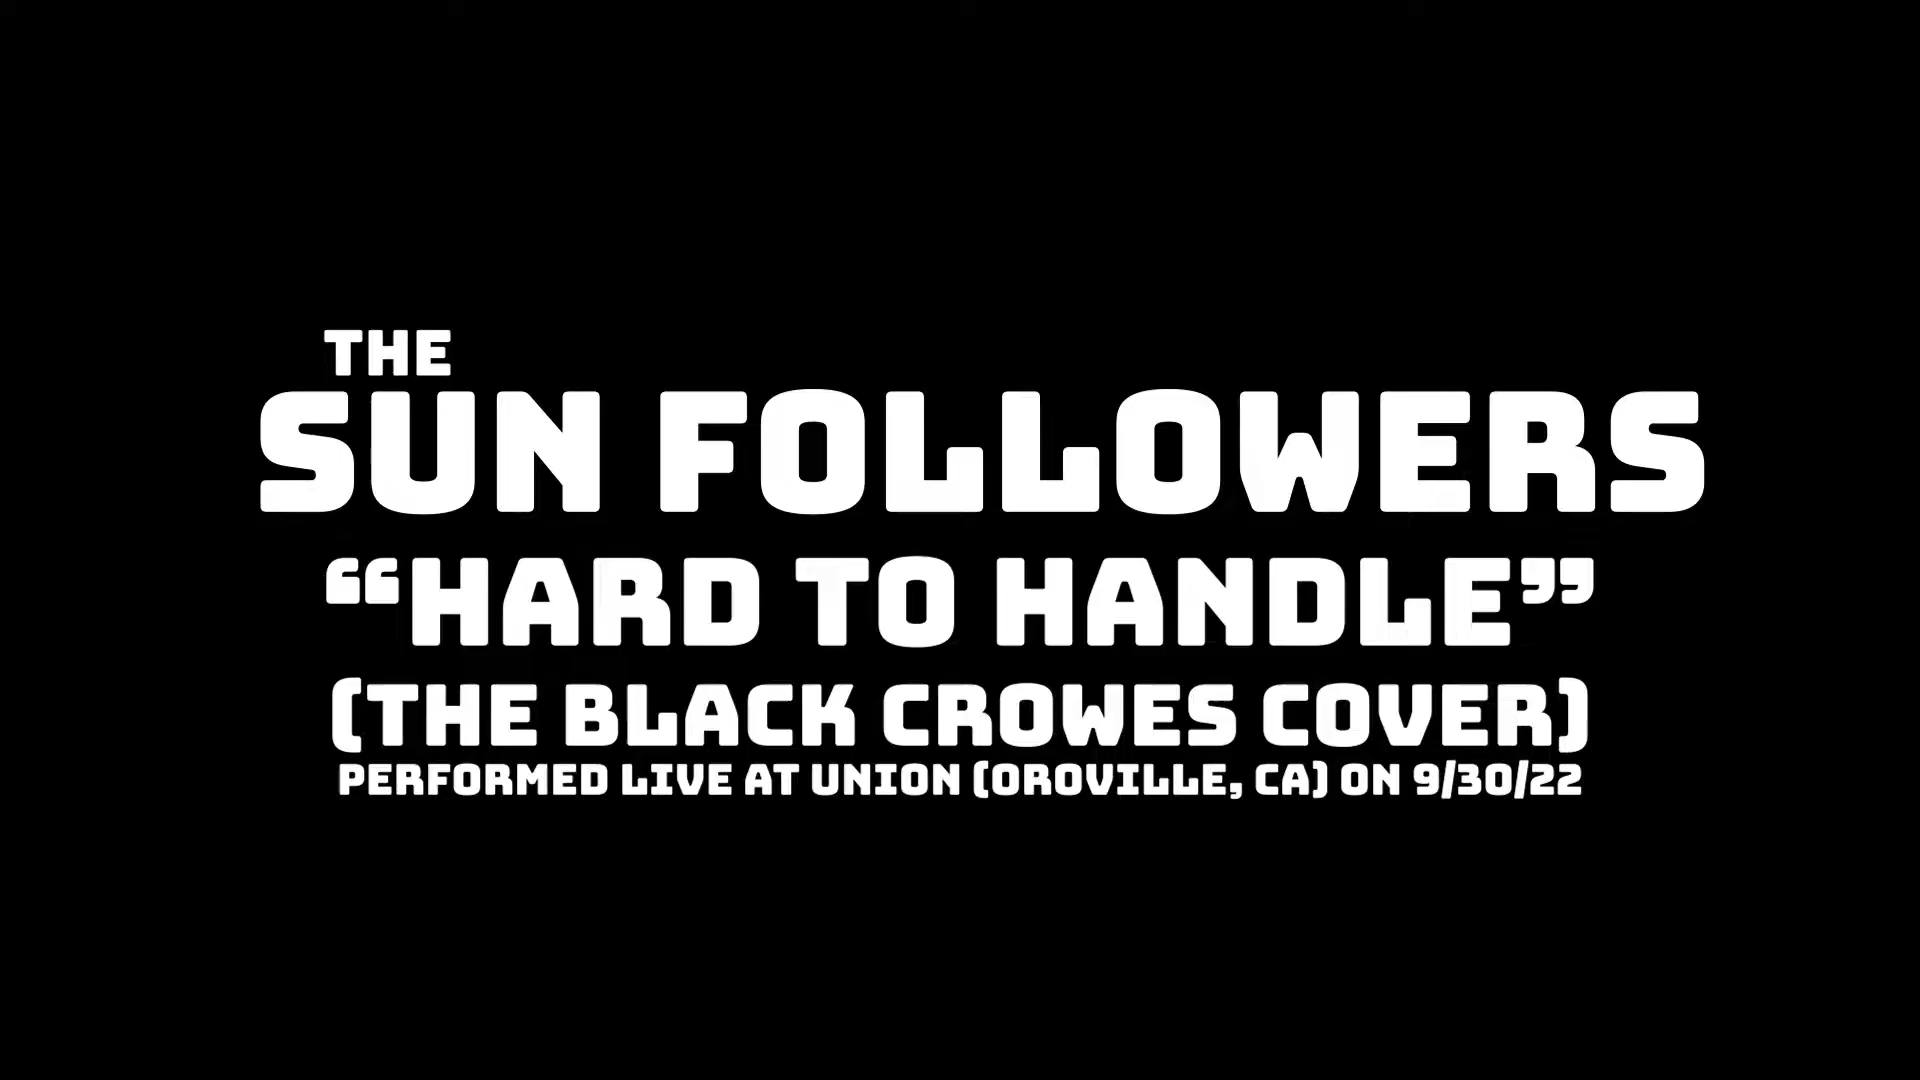 THE
SUN FOLLOWERS
“HARD TO HANDLE”
(THE BLACK CROWES COVER)
PERFORMED LIVE AT UNION (OROVILLE, CA) ON 9/30/22